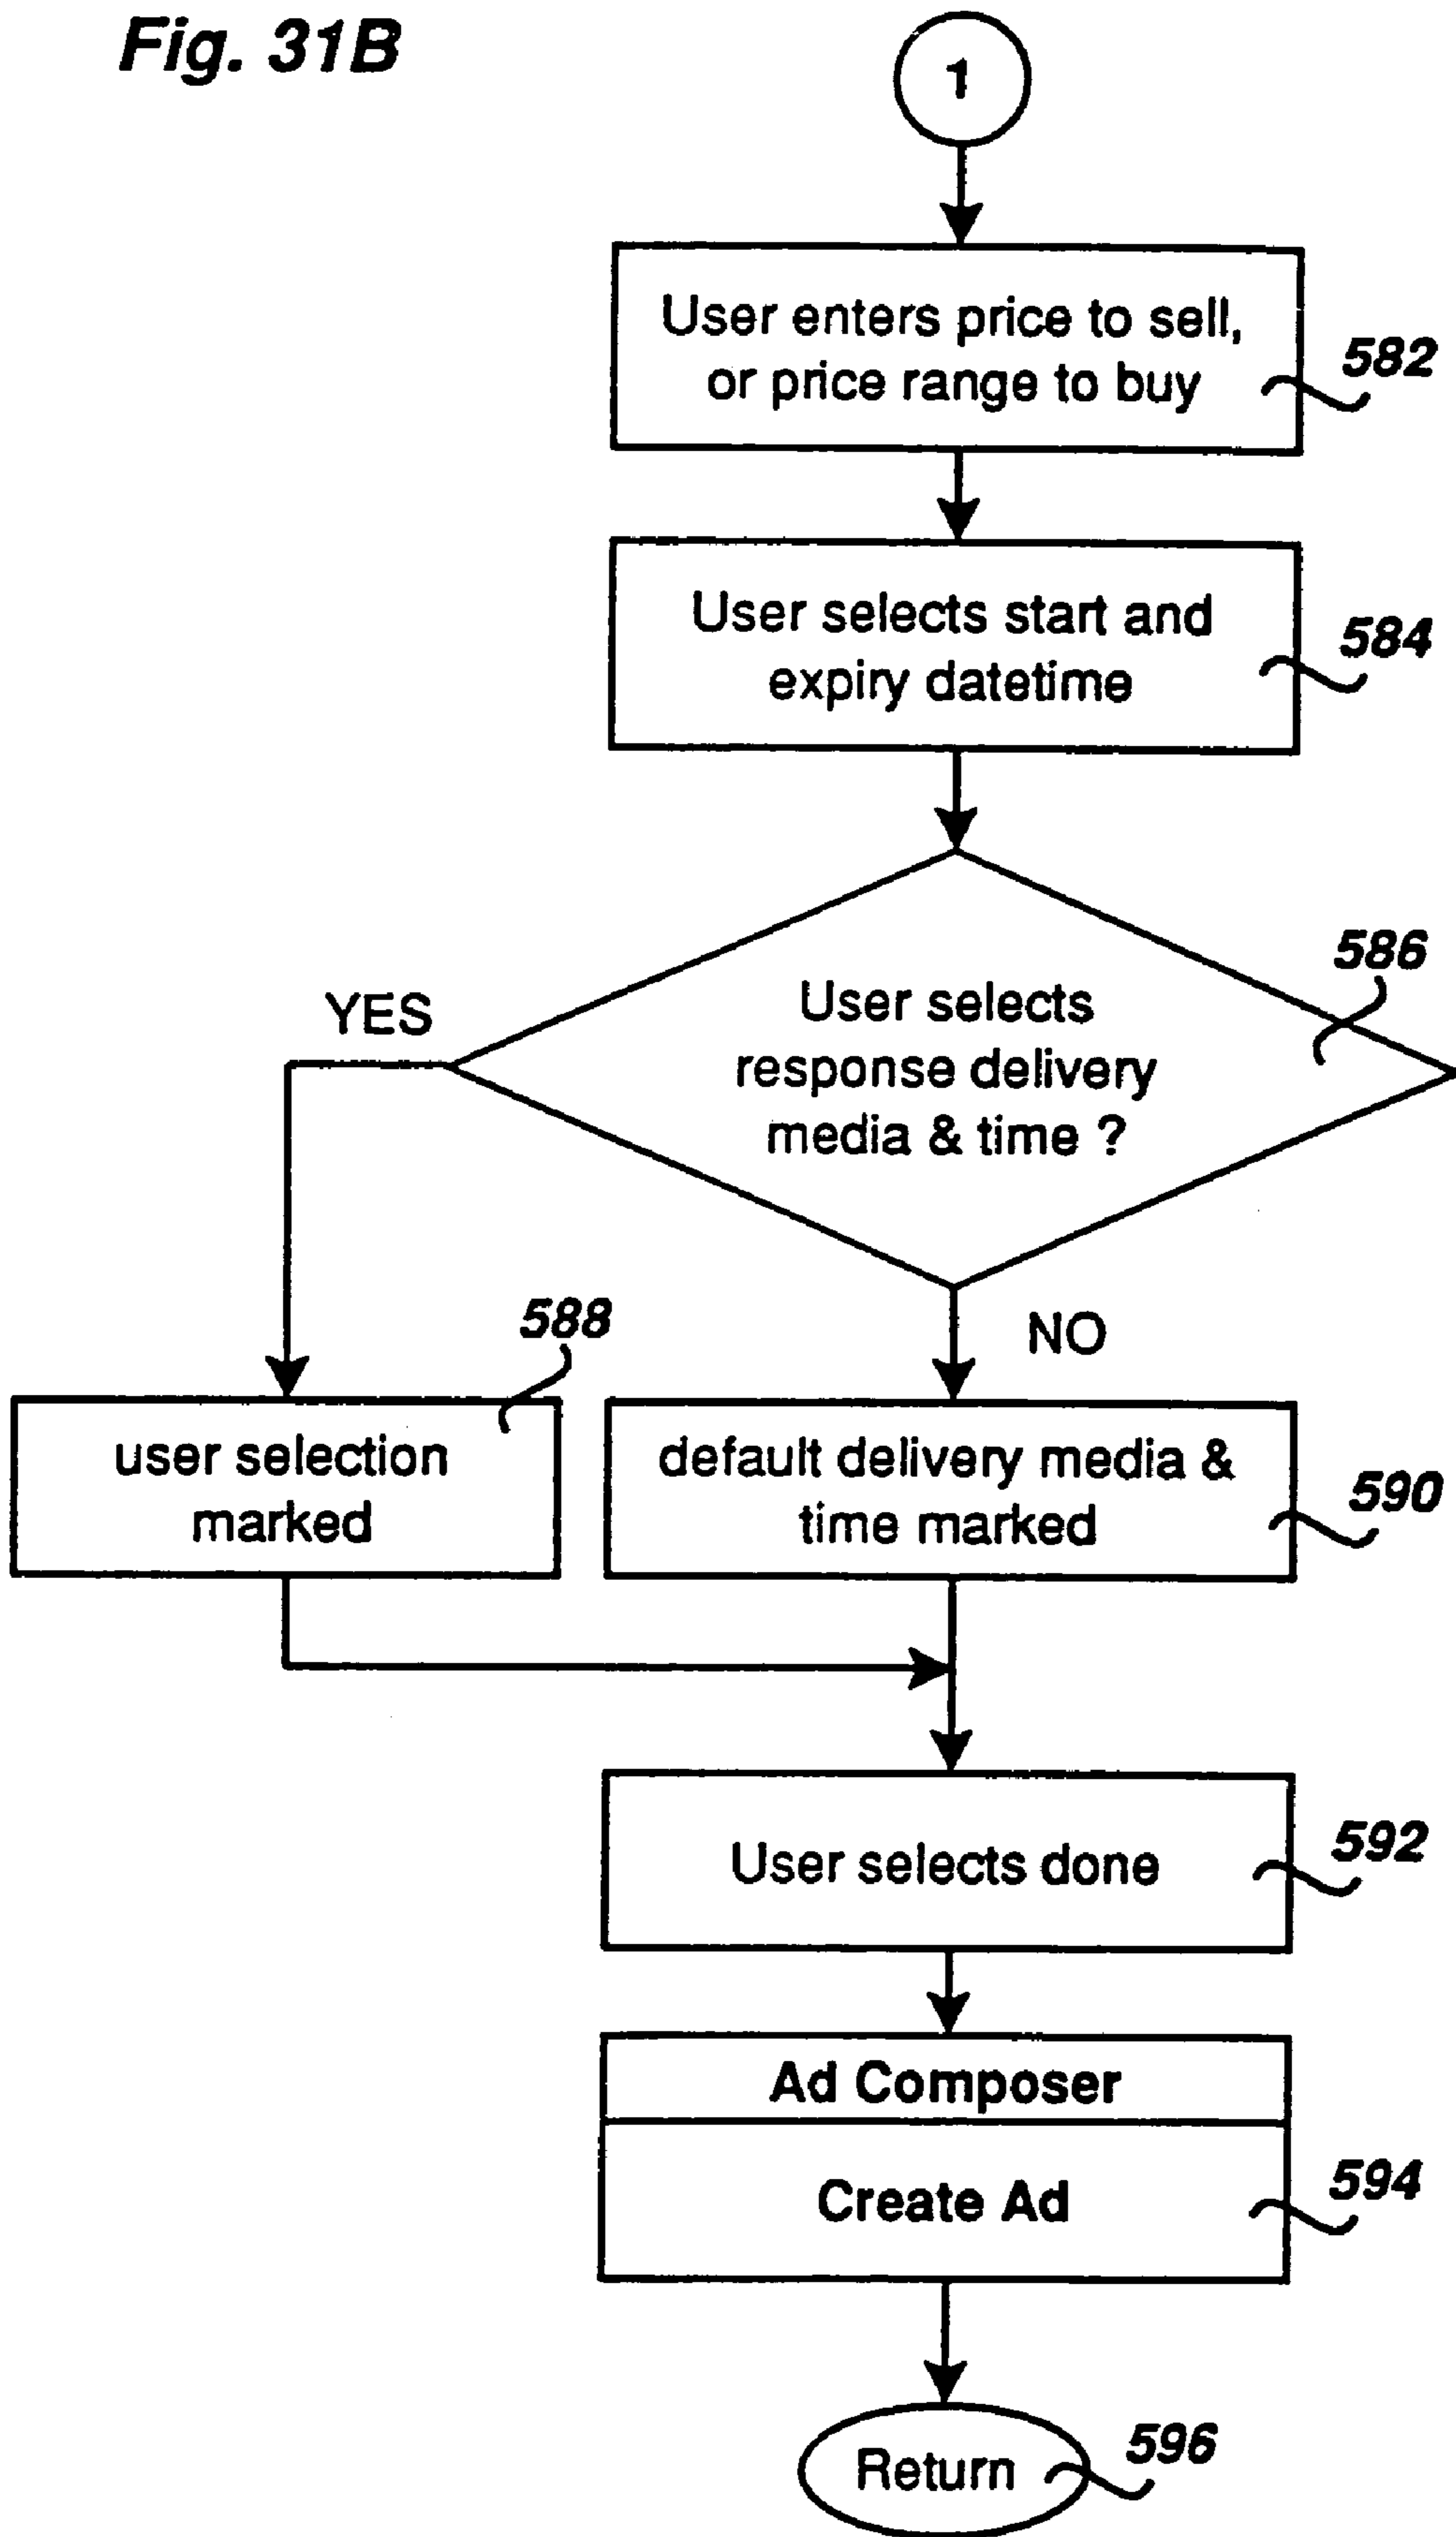 Fig. 31B
1
User enters price to sell,
or price range to buy
582
User selects start and
expiry datetime
584
586
User selects
response delivery
media & time ?
YES
NO
588
user selection
marked
default delivery media &
time marked
590
User selects done
592
Ad Composer
Create Ad
594
Return
596